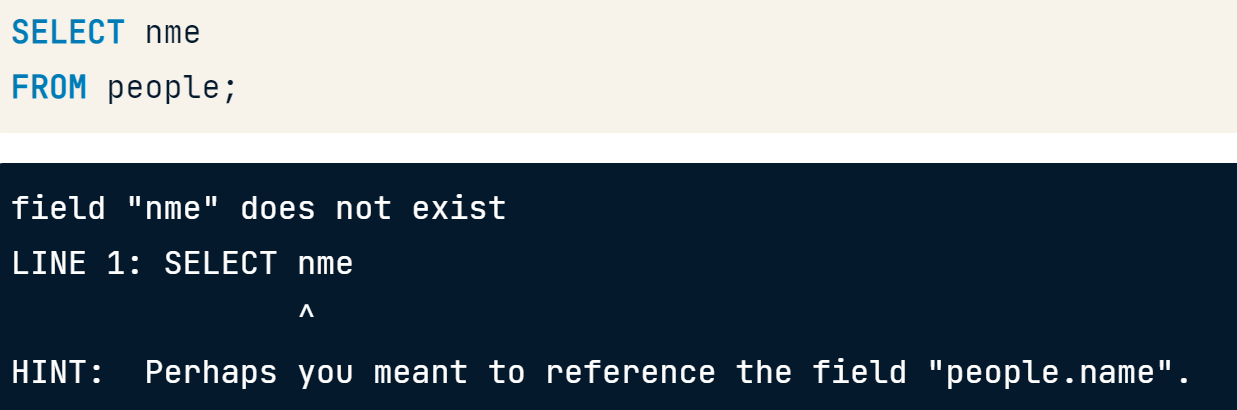 SELECT nme
FROM people;
field "nme" does not exist
LINE 1: SELECT nme
^
HINT:  Perhaps you meant to reference the field "people.name".